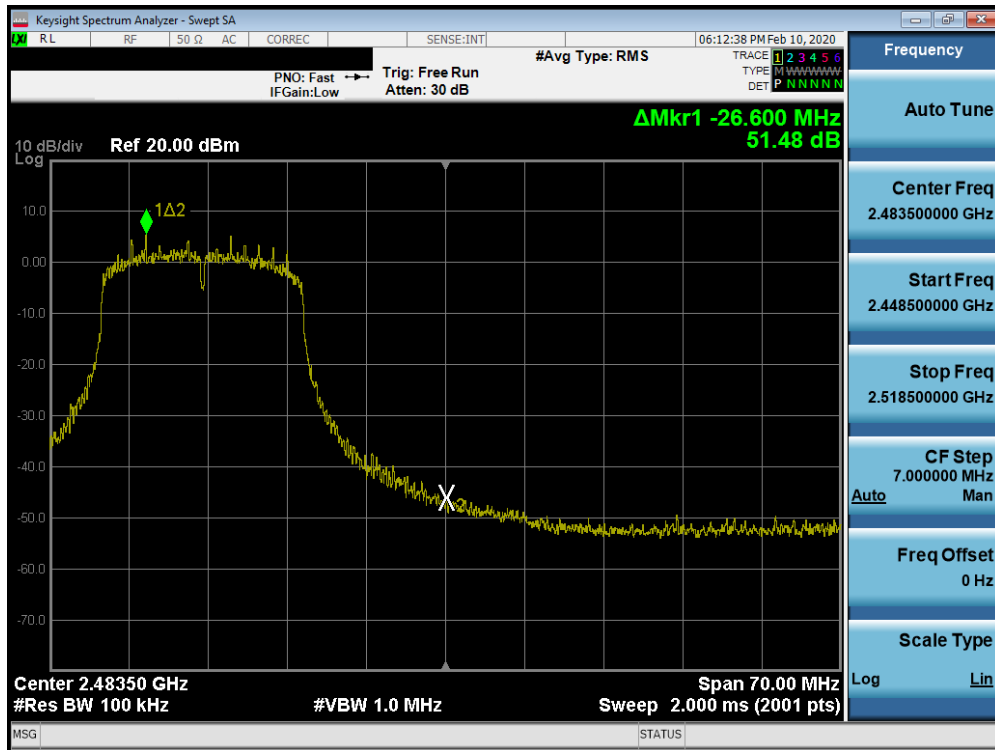 Keysight Spectrum Analyzer - Swept SA
LXI RL RF 50 Ω AC CORREC SENSE:INT 06:12:38 PM Feb 10, 2020
#Avg Type: RMS TRACE 1 2 3 4 5 6
PNO: Fast Trig: Free Run TYPE M WWWWW
IFGain:Low Atten: 30 dB DET P N N N N N
ΔMkr1 -26.600 MHz
51.48 dB
10 dB/div Ref 20.00 dBm
Log
1Δ2
10.0
0.00
-10.0
-20.0
-30.0
-40.0
X2
-50.0
-60.0
-70.0
Center 2.48350 GHz Span 70.00 MHz
#Res BW 100 kHz #VBW 1.0 MHz Sweep 2.000 ms (2001 pts)
MSG STATUS
Frequency
Auto Tune
Center Freq
2.483500000 GHz
Start Freq
2.448500000 GHz
Stop Freq
2.518500000 GHz
CF Step
7.000000 MHz
Auto Man
Freq Offset
0 Hz
Scale Type
Log Lin